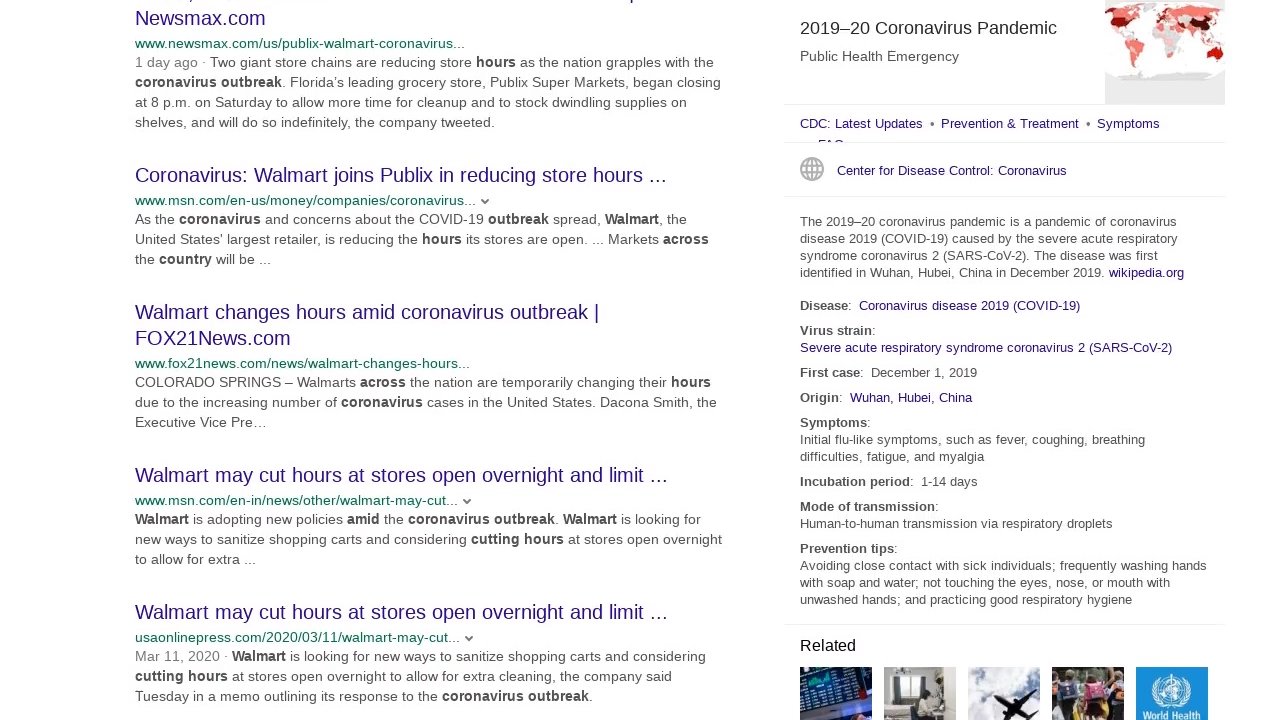 Newsmax.com
www.newsmax.com/us/publix-walmart-coronavirus...
1 day ago · Two giant store chains are reducing store hours as the nation grapples with the
coronavirus outbreak. Florida's leading grocery store, Publix Super Markets, began closing
at 8 p.m. on Saturday to allow more time for cleanup and to stock dwindling supplies on
shelves, and will do so indefinitely, the company tweeted.
Coronavirus: Walmart joins Publix in reducing store hours ...
www.msn.com/en-us/money/companies/coronavirus...
As the coronavirus and concerns about the COVID-19 outbreak spread, Walmart, the
United States' largest retailer, is reducing the hours its stores are open. ... Markets across
the country will be ...
Walmart changes hours amid coronavirus outbreak |
FOX21News.com
www.fox21news.com/news/walmart-changes-hours...
COLORADO SPRINGS – Walmarts across the nation are temporarily changing their hours
due to the increasing number of coronavirus cases in the United States. Dacona Smith, the
Executive Vice Pre…
Walmart may cut hours at stores open overnight and limit ...
www.msn.com/en-in/news/other/walmart-may-cut...
Walmart is adopting new policies amid the coronavirus outbreak. Walmart is looking for
new ways to sanitize shopping carts and considering cutting hours at stores open overnight
to allow for extra ...
Walmart may cut hours at stores open overnight and limit ...
usaonlinepress.com/2020/03/11/walmart-may-cut...
Mar 11, 2020 · Walmart is looking for new ways to sanitize shopping carts and considering
cutting hours at stores open overnight to allow for extra cleaning, the company said
Tuesday in a memo outlining its response to the coronavirus outbreak.
2019–20 Coronavirus Pandemic
Public Health Emergency
CDC: Latest Updates • Prevention & Treatment • Symptoms
Center for Disease Control: Coronavirus
The 2019–20 coronavirus pandemic is a pandemic of coronavirus
disease 2019 (COVID-19) caused by the severe acute respiratory
syndrome coronavirus 2 (SARS-CoV-2). The disease was first
identified in Wuhan, Hubei, China in December 2019. wikipedia.org
Disease: Coronavirus disease 2019 (COVID-19)
Virus strain:
Severe acute respiratory syndrome coronavirus 2 (SARS-CoV-2)
First case: December 1, 2019
Origin: Wuhan, Hubei, China
Symptoms:
Initial flu-like symptoms, such as fever, coughing, breathing
difficulties, fatigue, and myalgia
Incubation period: 1-14 days
Mode of transmission:
Human-to-human transmission via respiratory droplets
Prevention tips:
Avoiding close contact with sick individuals; frequently washing hands
with soap and water; not touching the eyes, nose, or mouth with
unwashed hands; and practicing good respiratory hygiene
Related
World Health